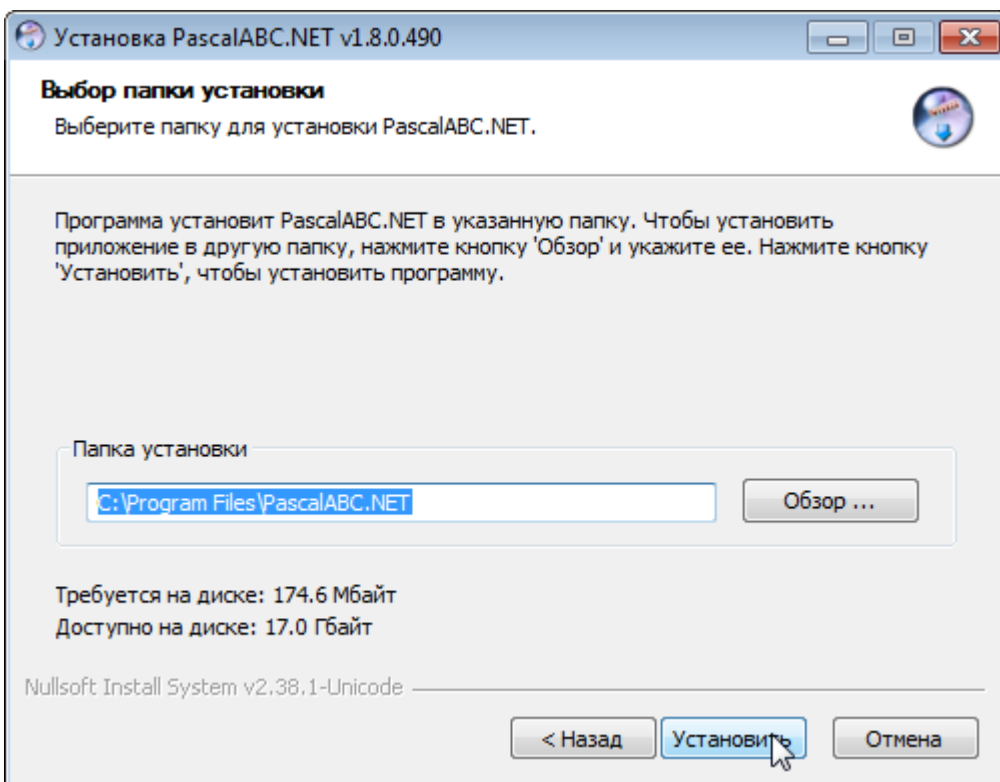 Установка PascalABC.NET v1.8.0.490
Выбор папки установки
Выберите папку для установки PascalABC.NET.
Программа установит PascalABC.NET в указанную папку. Чтобы установить
приложение в другую папку, нажмите кнопку 'Обзор' и укажите ее. Нажмите кнопку
'Установить', чтобы установить программу.
Папка установки
C:\Program Files\PascalABC.NET
Обзор ...
Требуется на диске: 174.6 Мбайт
Доступно на диске: 17.0 Гбайт
Nullsoft Install System v2.38.1-Unicode
< Назад
Установить
Отмена